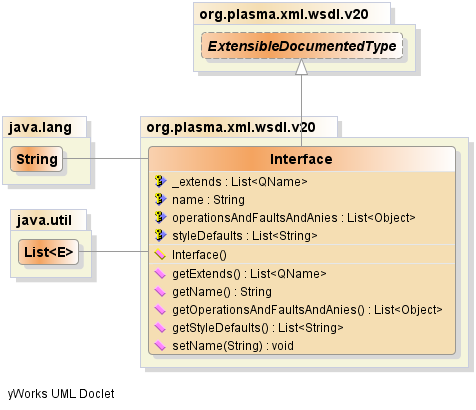 org.plasma.xml.wsdl.v20
ExtensibleDocumentedType
java.lang
String
org.plasma.xml.wsdl.v20
Interface
_extends : List<QName>
name : String
operationsAndFaultsAndAnies : List<Object>
styleDefaults : List<String>
java.util
List<E>
Interface()
getExtends() : List<QName>
getName() : String
getOperationsAndFaultsAndAnies() : List<Object>
getStyleDefaults() : List<String>
setName(String) : void
yWorks UML Doclet